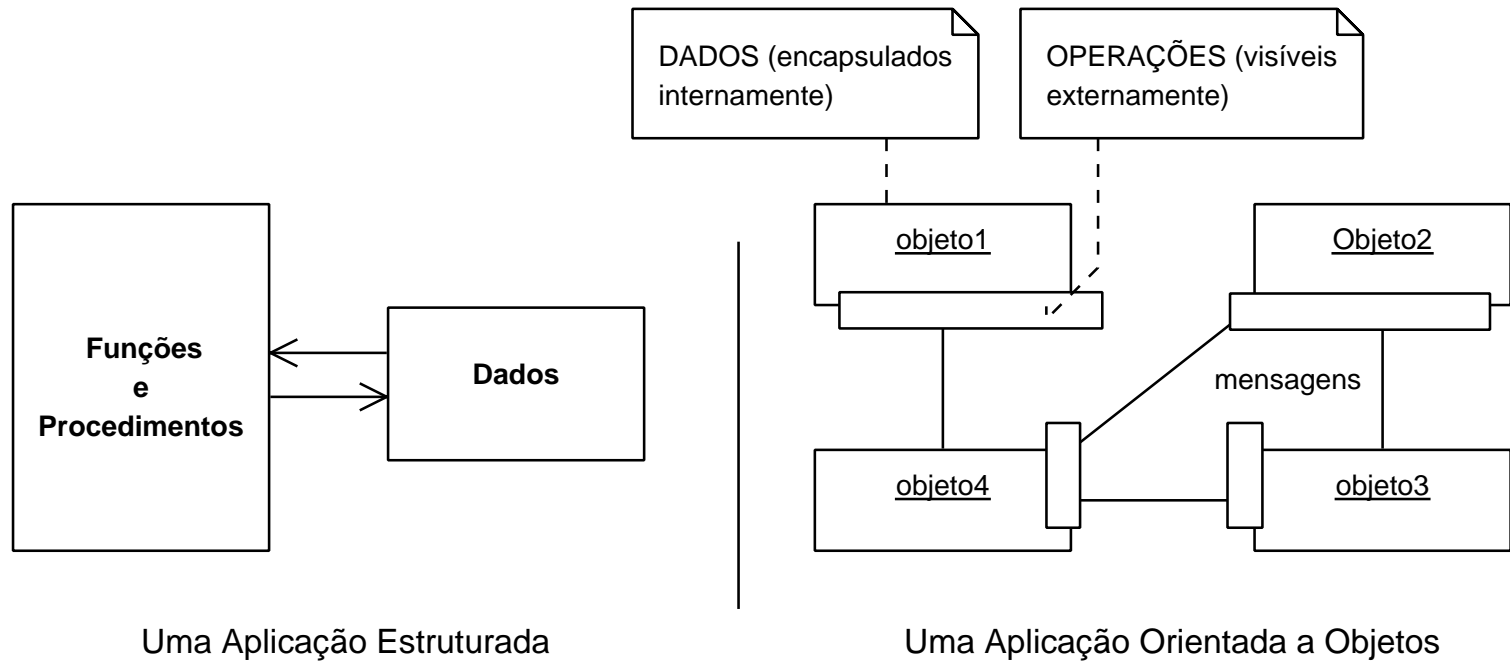 DADOS (encapsulados
internamente)
OPERAÇÕES (visíveis
externamente)
Funções
e
Procedimentos
Dados
objeto1
Objeto2
mensagens
objeto4
objeto3
Uma Aplicação Estruturada
Uma Aplicação Orientada a Objetos